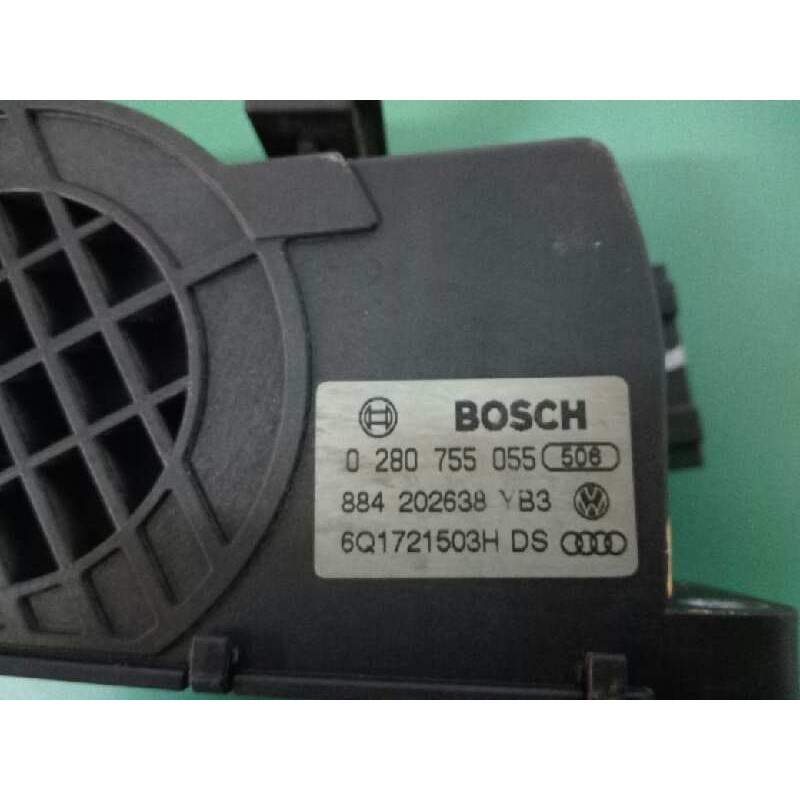 BOSCH
0 280 755 055 506
884 202638 YB3
6Q1721503H DS